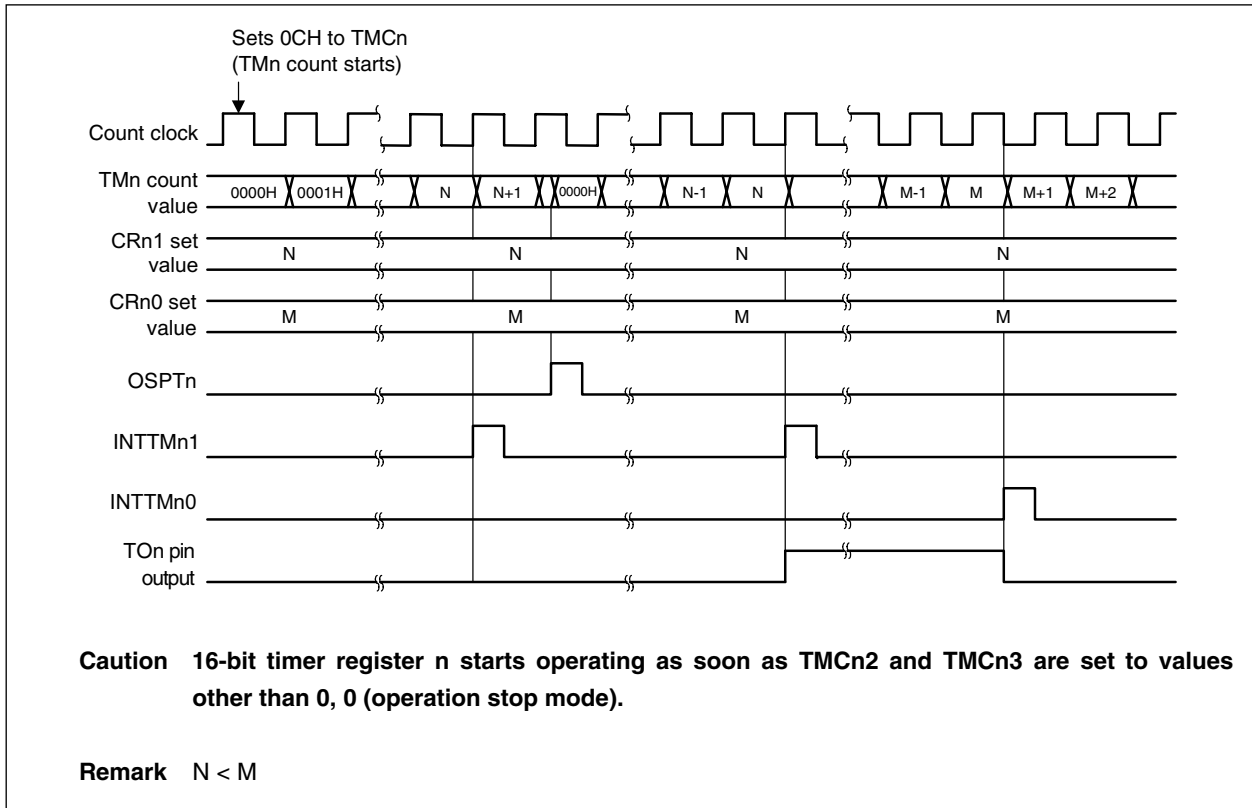 Sets 0CH to TMCn
(TMn count starts)
Count clock
TMn count
value
0000H 0001H N N+1 0000H N-1 N M-1 M M+1 M+2
CRn1 set
value
N N N N
CRn0 set
value
M M M M
OSPTn
INTTMn1
INTTMn0
TOn pin
output
Caution 16-bit timer register n starts operating as soon as TMCn2 and TMCn3 are set to values
other than 0, 0 (operation stop mode).
Remark N < M